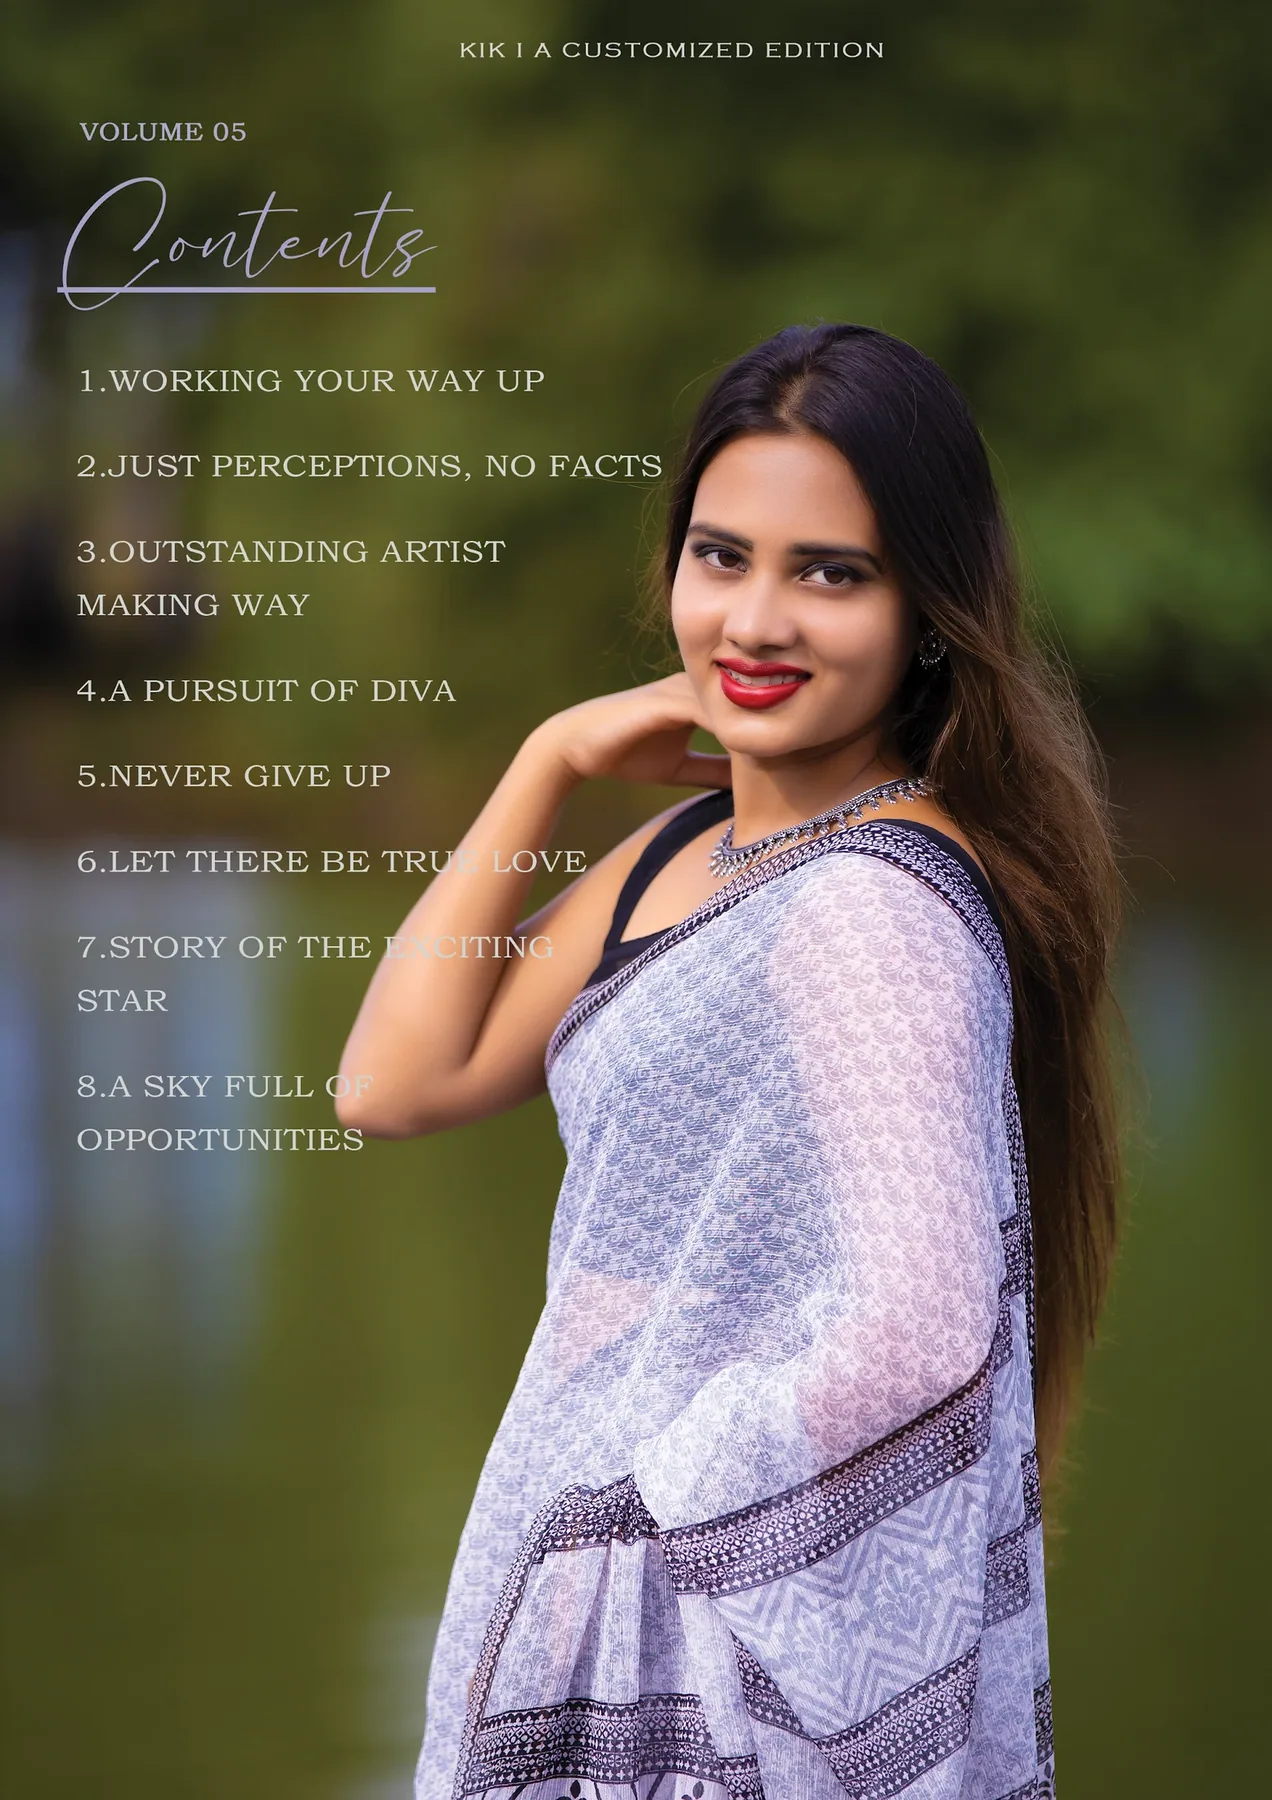 KIK I A CUSTOMIZED EDITION
VOLUME 05
Contents
1.WORKING YOUR WAY UP
2.JUST PERCEPTIONS, NO FACTS
3.OUTSTANDING ARTIST
MAKING WAY
4.A PURSUIT OF DIVA
5.NEVER GIVE UP
6.LET THERE BE TRUE LOVE
7.STORY OF THE EXCITING
STAR
8.A SKY FULL OF
OPPORTUNITIES